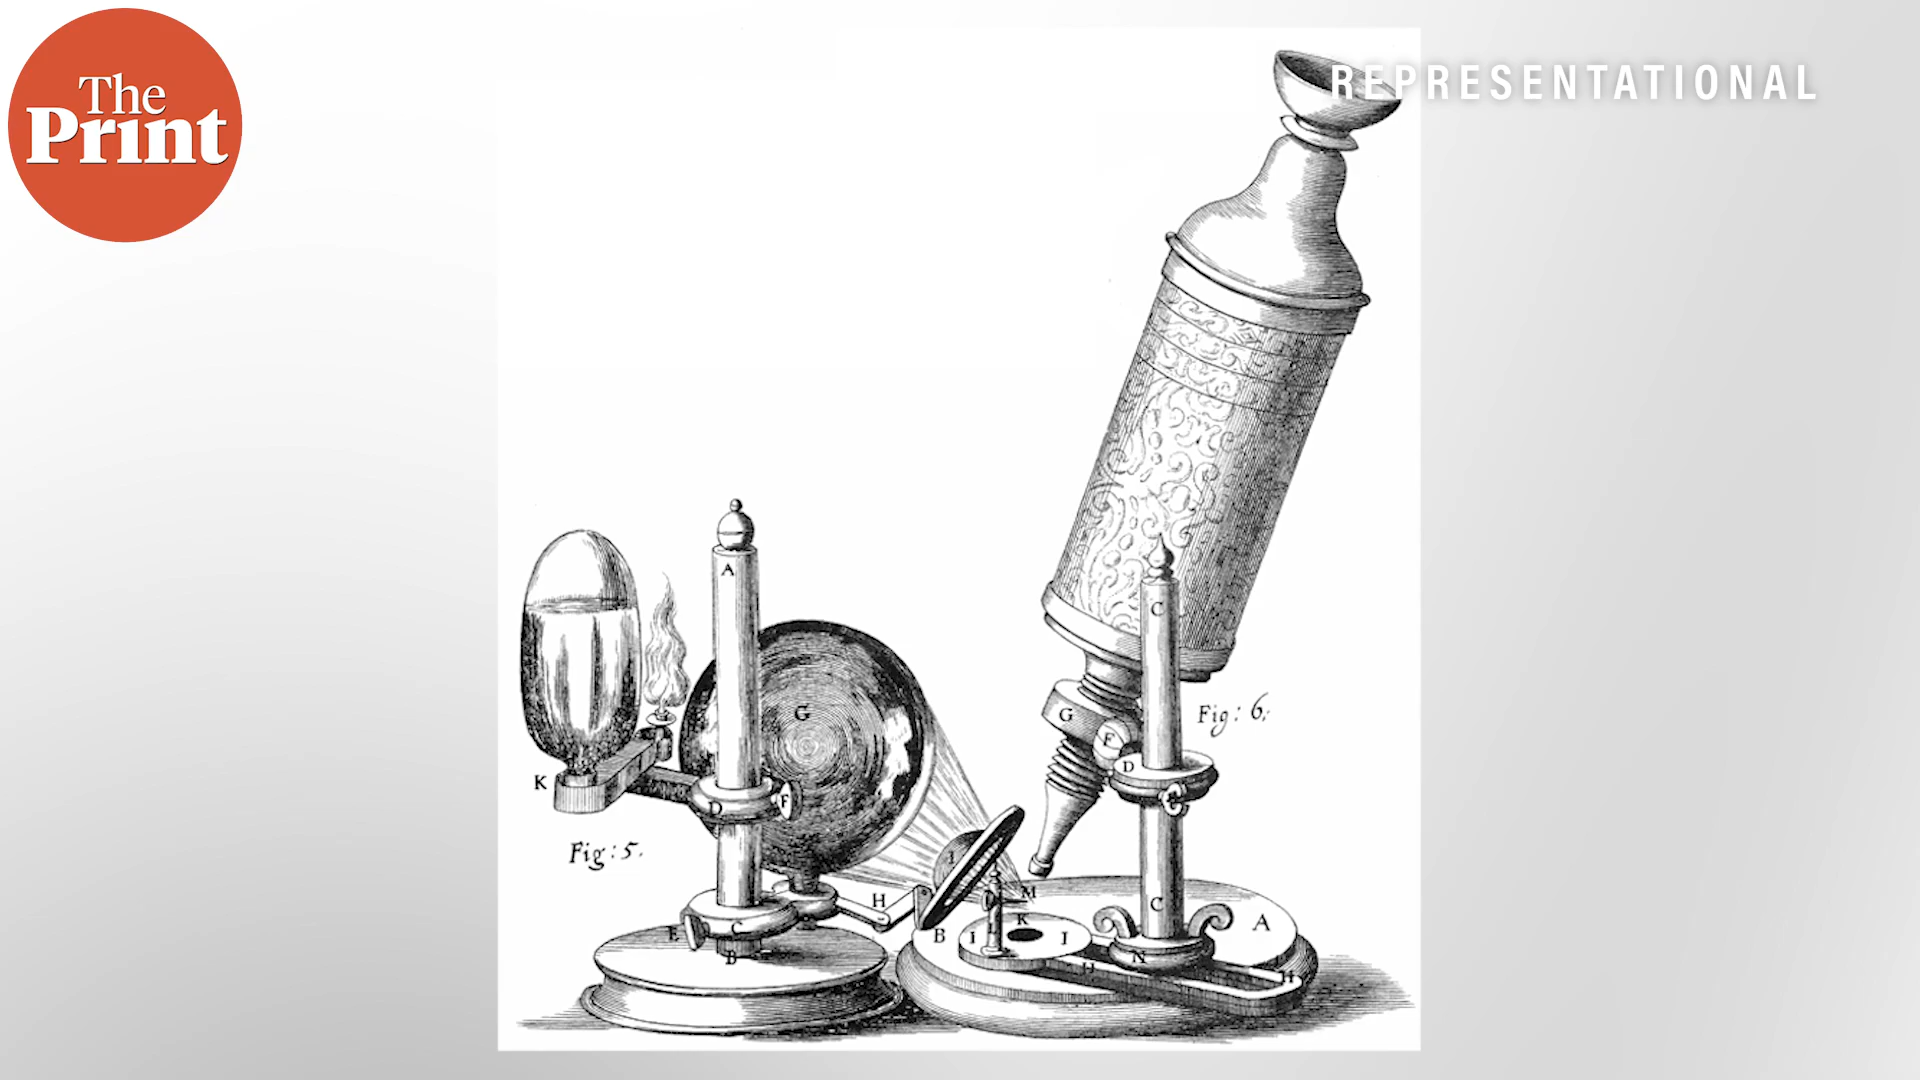 The
Print
REPRESENTATIONAL
A
C
G
Fig: 6.
G
F
D
K
D
F
Fig: 5.
I
M
H
C
K
A
E
C
B
I
I
B
N
H
H